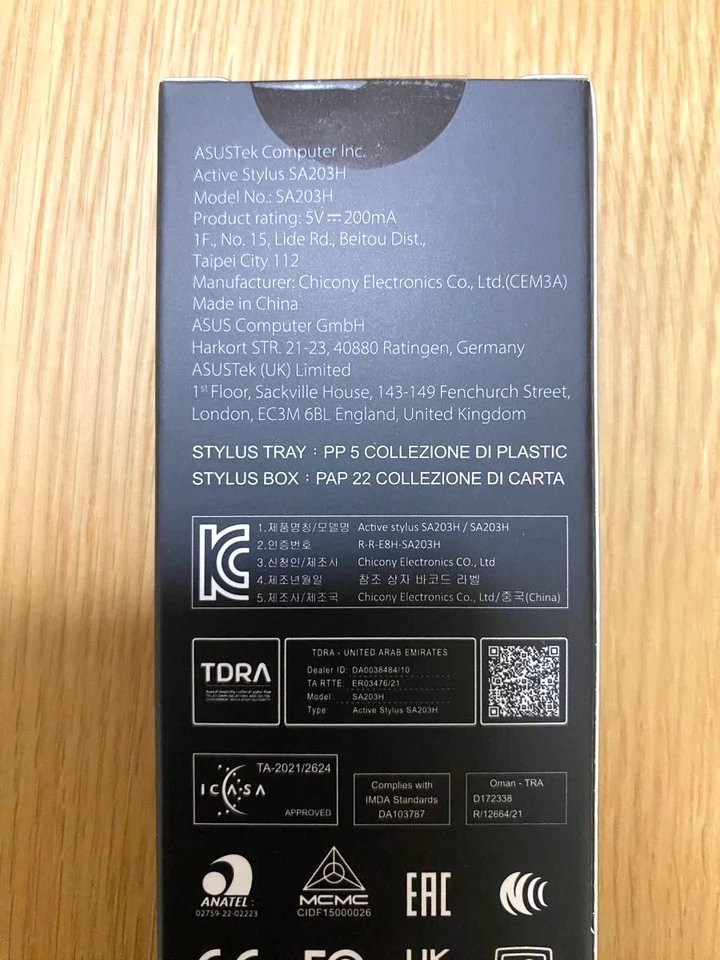 ASUSTek Computer Inc.
Active Stylus SA203H
Model No.: SA203H
Product rating: 5V⎓200mA
1F., No. 15, Lide Rd., Beitou Dist.,
Taipei City 112
Manufacturer: Chicony Electronics Co., Ltd.(CEM3A)
Made in China
ASUS Computer GmbH
Harkort STR. 21-23, 40880 Ratingen, Germany
ASUSTek (UK) Limited
1st Floor, Sackville House, 143-149 Fenchurch Street,
London, EC3M 6BL England, United Kingdom
STYLUS TRAY : PP 5 COLLEZIONE DI PLASTIC
STYLUS BOX : PAP 22 COLLEZIONE DI CARTA
KC
1.제품명칭/모델명 Active stylus SA203H / SA203H
2.인증번호 R-R-E8H-SA203H
3.신청인/제조사 Chicony Electronics CO., Ltd
4.제조년월일 참조 상자 바코드 라벨
5.제조사/제조국 Chicony Electronics Co., Ltd/중국(China)
TDRA
TDRA - UNITED ARAB EMIRATES
Dealer ID: DA0038484/10
TA RTTE: ER03476/21
Model SA203H
Type: Active Stylus SA203H
ICASA
TA-2021/2624
APPROVED
Complies with
IMDA Standards
DA103787
Oman - TRA
D172338
R/12664/21
ANATEL:
02759-22-02223
MCMC
CIDF15000026
EAC
CE
FC
UK